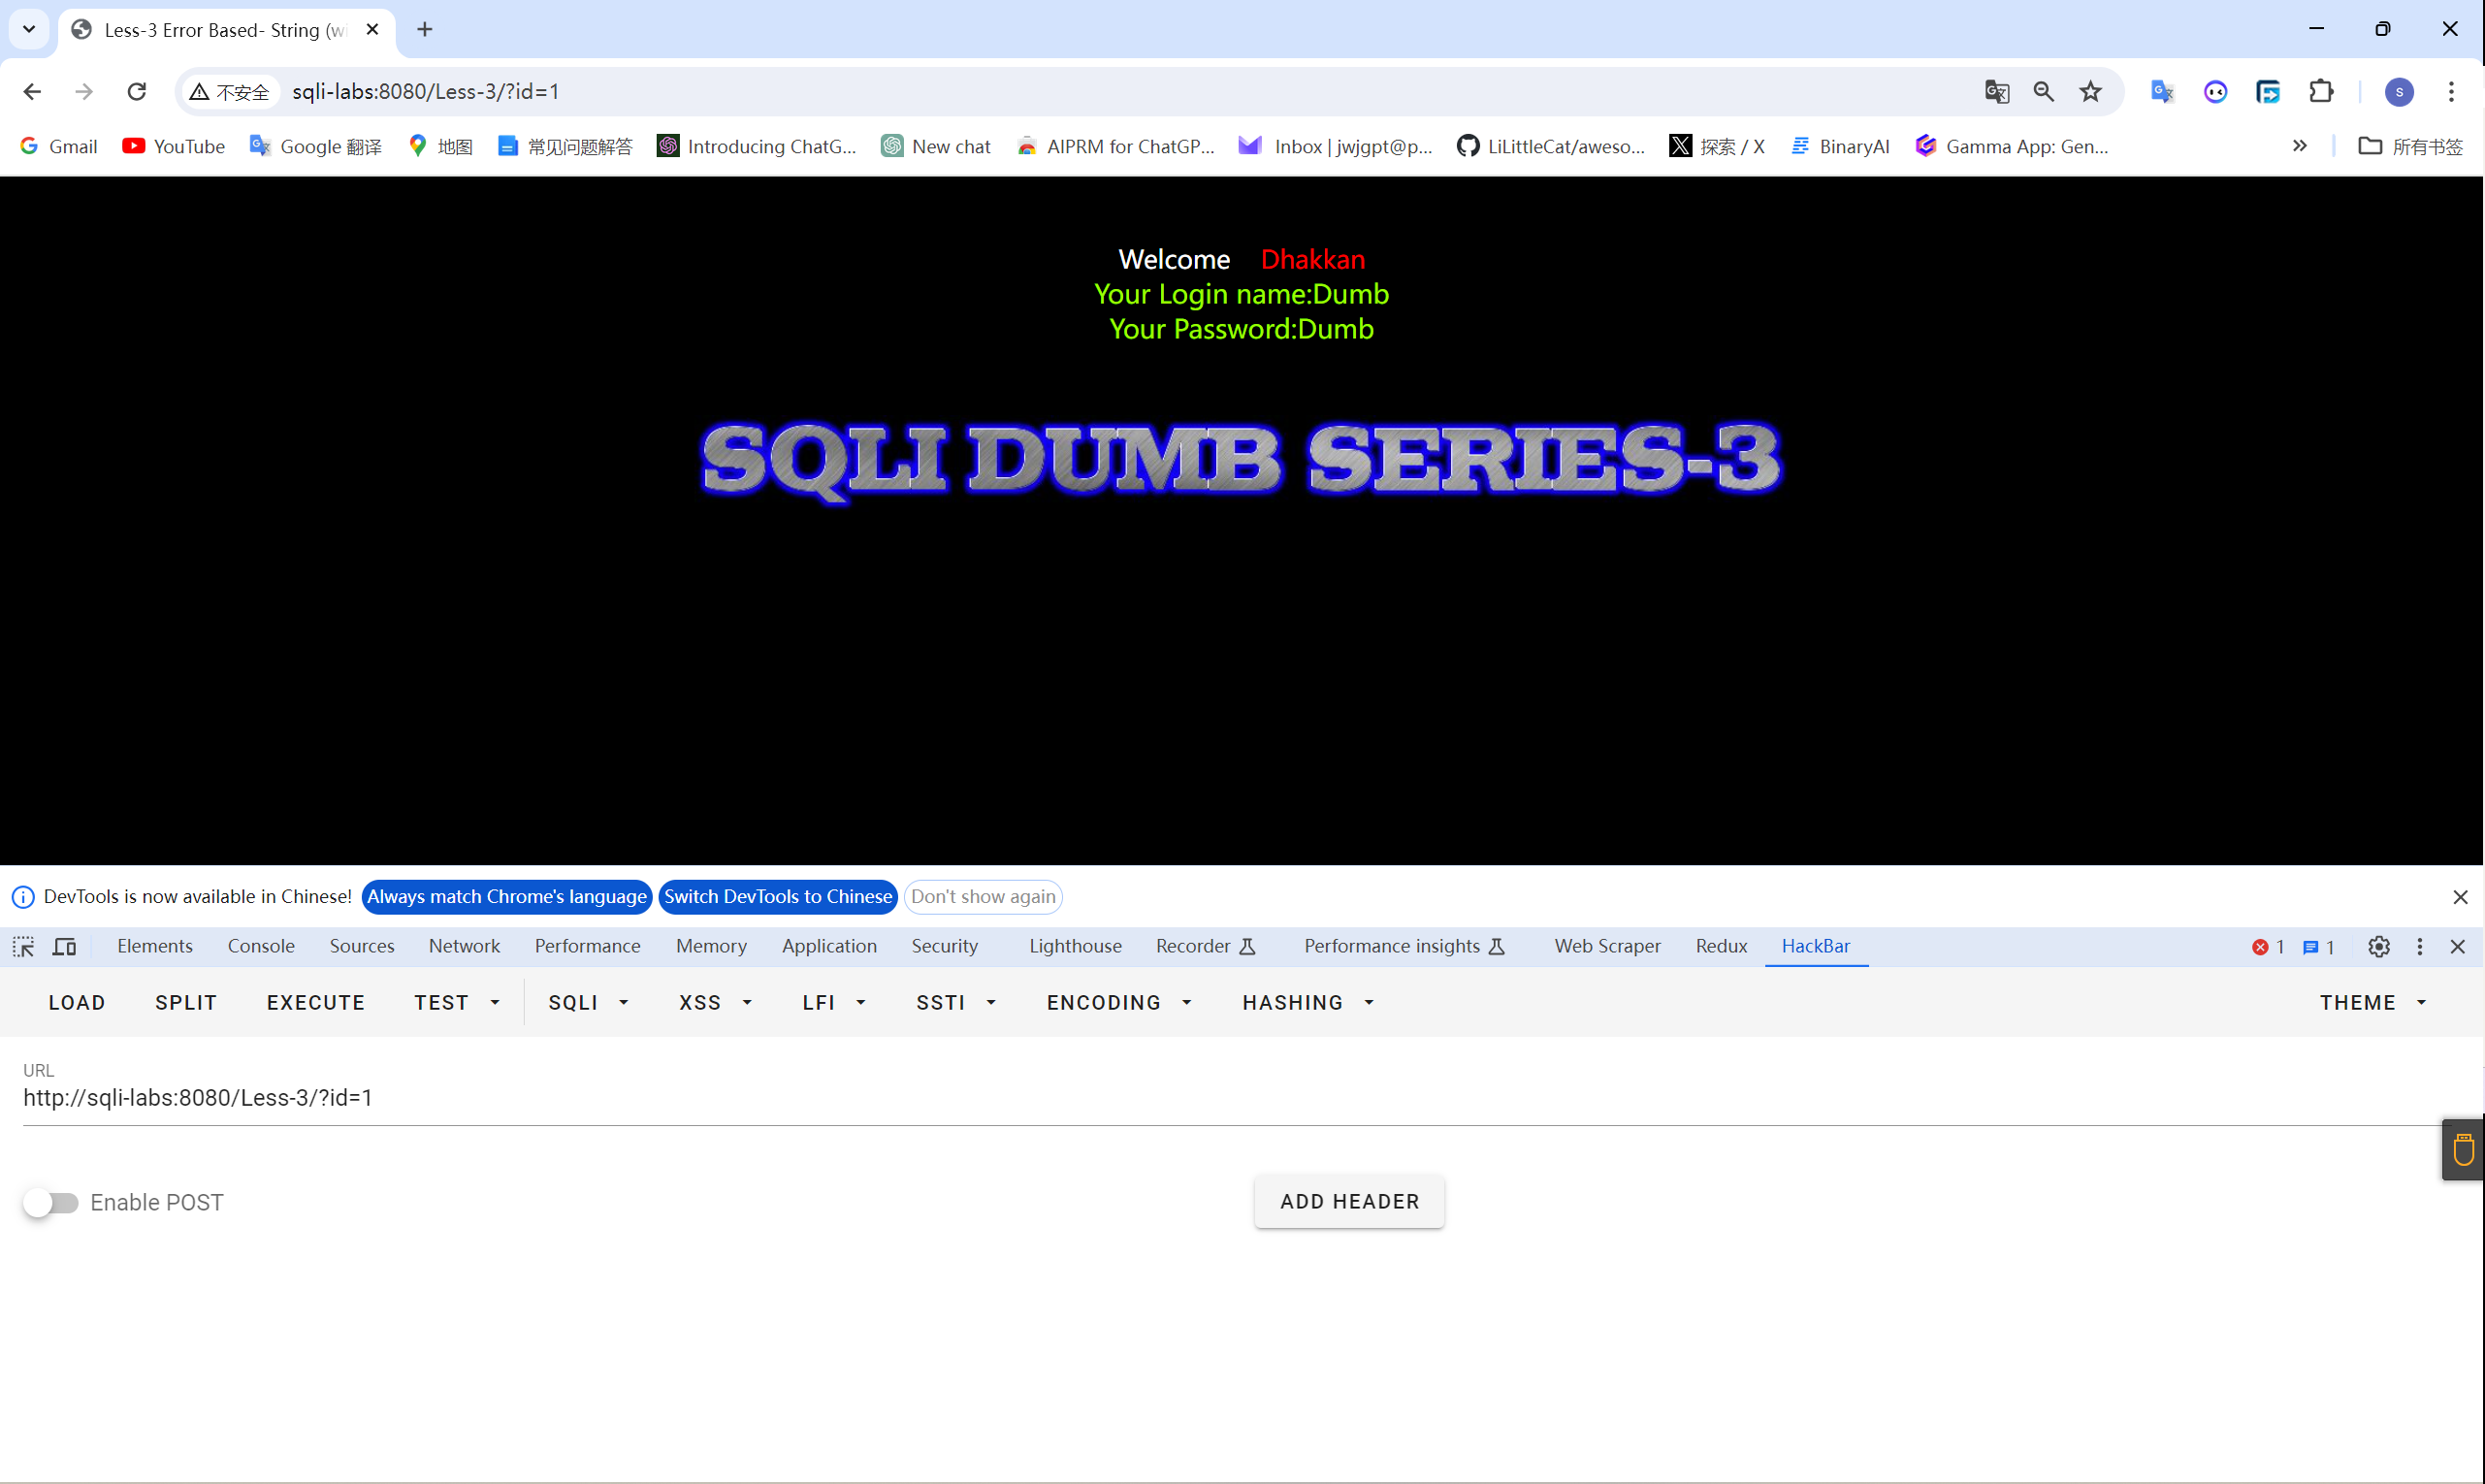 Less-3 Error Based- String (wi
不安全
sqli-labs:8080/Less-3/?id=1
S
Gmail
YouTube
Google 翻译
地图
常见问题解答
Introducing ChatG...
New chat
AIPRM for ChatGP...
Inbox | jwjgpt@p...
LiLittleCat/aweso...
探索 / X
BinaryAI
Gamma App: Gen...
所有书签
Welcome Dhakkan
Your Login name:Dumb
Your Password:Dumb
SQLI DUMB SERIES-3
DevTools is now available in Chinese!
Always match Chrome's language
Switch DevTools to Chinese
Don't show again
Elements
Console
Sources
Network
Performance
Memory
Application
Security
Lighthouse
Recorder
Performance insights
Web Scraper
Redux
HackBar
1
1
LOAD
SPLIT
EXECUTE
TEST
SQLI
XSS
LFI
SSTI
ENCODING
HASHING
THEME
URL
http://sqli-labs:8080/Less-3/?id=1
Enable POST
ADD HEADER